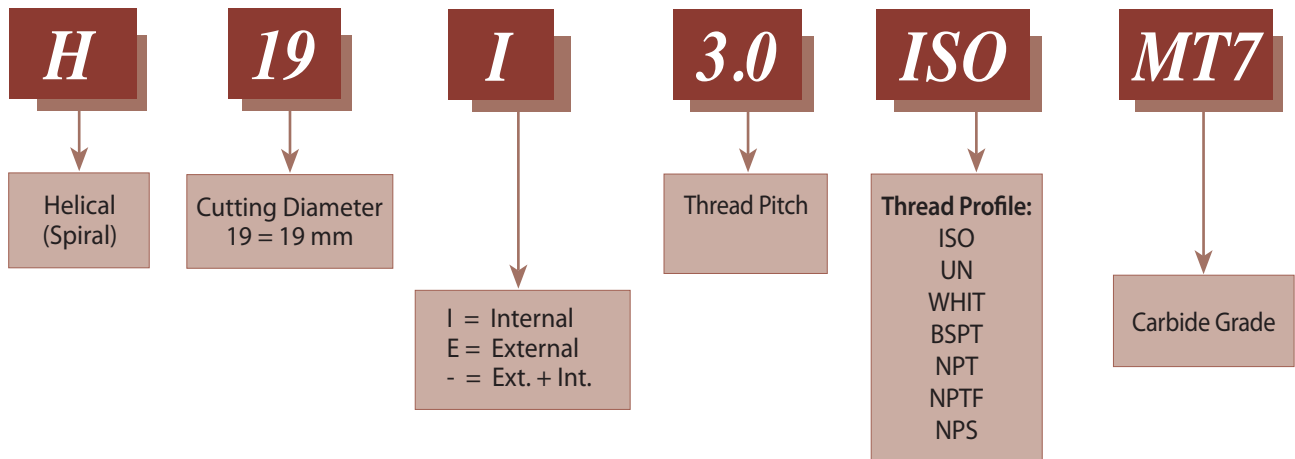 H
19
I
3.0
ISO
MT7
Helical
(Spiral)
Cutting Diameter
19 = 19 mm
I = Internal
E = External
- = Ext. + Int.
Thread Pitch
Thread Profile:
ISO
UN
WHIT
BSPT
NPT
NPTF
NPS
Carbide Grade